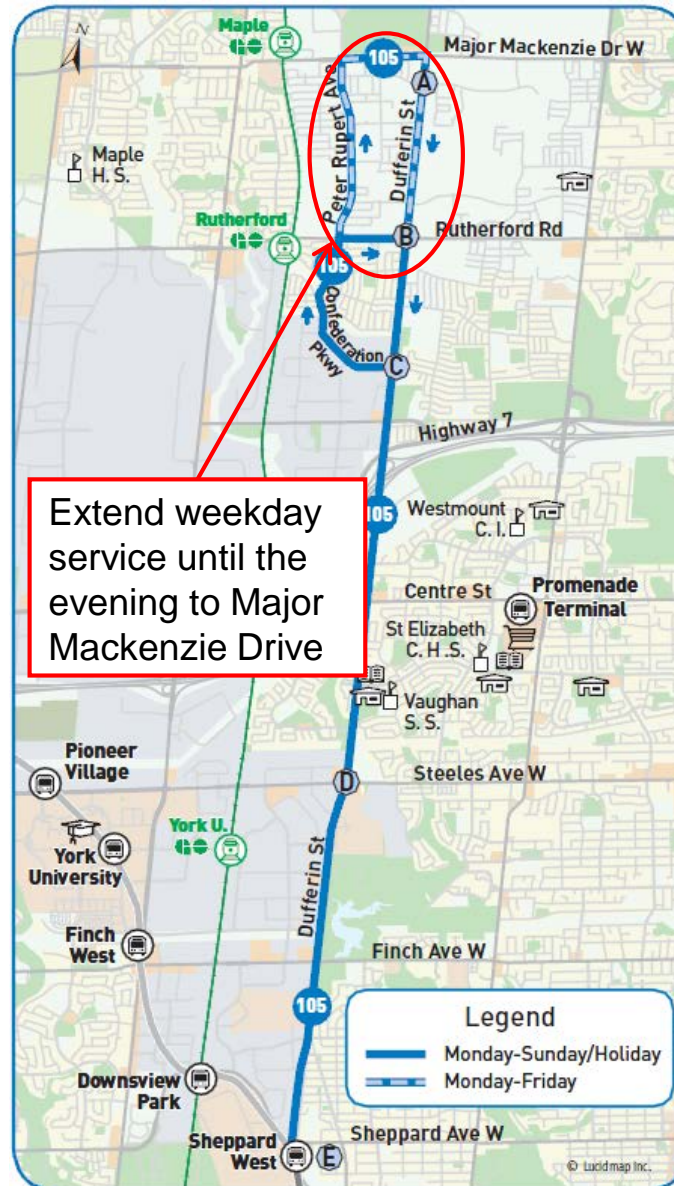 N
Maple
GO
Major Mackenzie Dr W
105
A
Peter Rupert Ave
Dufferin St
Maple
H. S.
Rutherford
GO
B
Rutherford Rd
105
Confederation
Pkwy
C
Highway 7
Extend weekday
service until the
evening to Major
Mackenzie Drive
105
Westmount
C. I.
Centre St
Promenade
Terminal
St Elizabeth
C. H .S.
Vaughan
S. S.
Pioneer
Village
D
Steeles Ave W
York U.
GO
York
University
Dufferin St
Finch
West
Finch Ave W
105
Legend
Monday-Sunday/Holiday
Monday-Friday
Downsview
Park
Sheppard
West
E
Sheppard Ave W
© Lucidmap Inc.